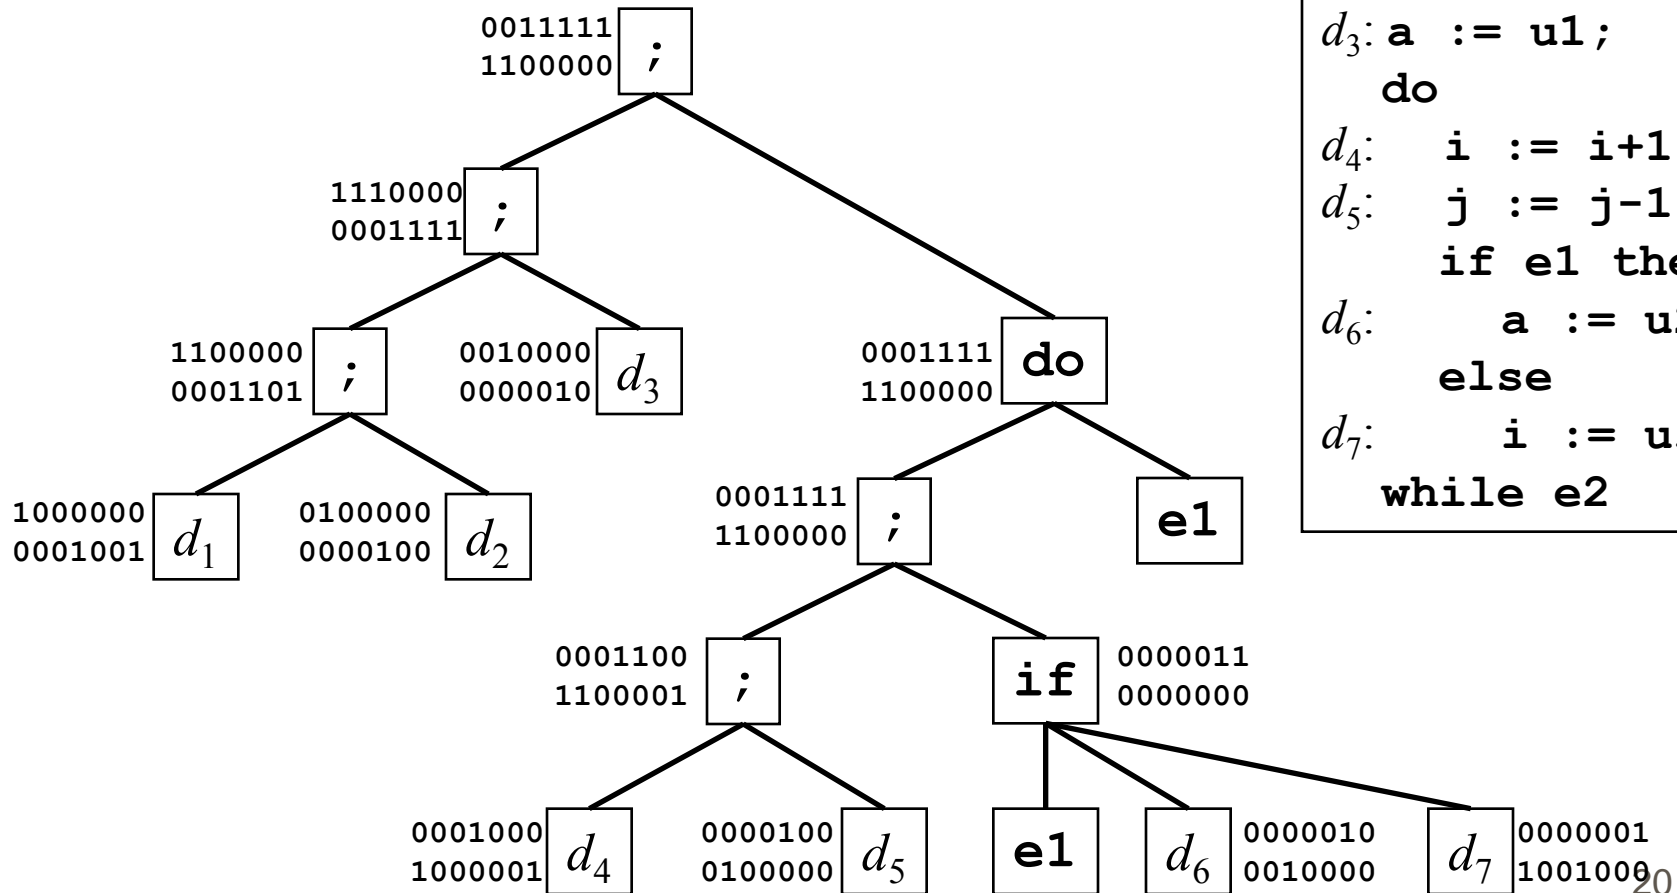 0011111
1100000
;
1110000
0001111
;
1100000
0001101
;
0010000
0000010
d3
0001111
1100000
do
1000000
0001001
d1
0100000
0000100
d2
0001111
1100000
;
e1
0001100
1100001
;
if
0000011
0000000
0001000
1000001
d4
0000100
0100000
d5
e1
d6
0000010
0010000
d7
0000001
1001000
d3: a := u1;
do
d4: i := i+1
d5: j := j-1
if e1
d6: a :=
else
d7: i :=
while e2
20